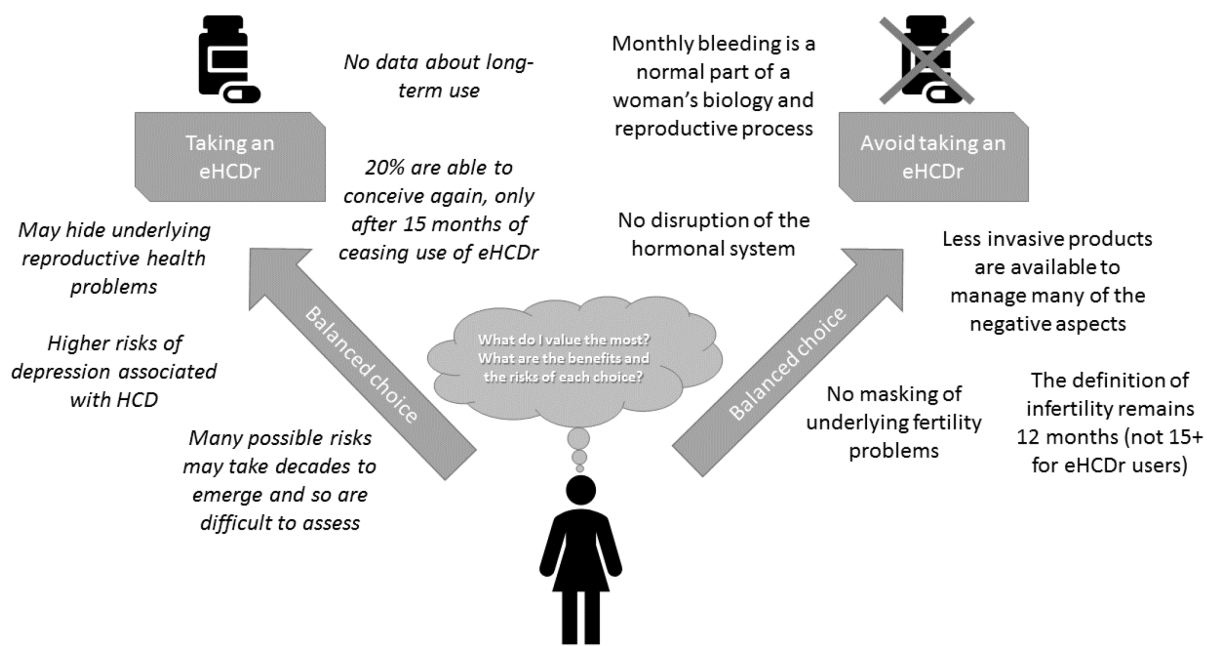 No data about long-
term use
Taking an
eHCDr
20% are able to
conceive again, only
after 15 months of
ceasing use of eHCDr
May hide underlying
reproductive health
problems
Higher risks of
depression associated
with HCD
Many possible risks
may take decades to
emerge and so are
difficult to assess
Balanced choice
What do I value the most?
What are the benefits and
the risks of each choice?
Monthly bleeding is a
normal part of a
woman's biology and
reproductive process
Avoid taking an
eHCDr
No disruption of the
hormonal system
Less invasive products
are available to
manage many of the
negative aspects
Balanced choice
No masking of
underlying fertility
problems
The definition of
infertility remains
12 months (not 15+
for eHCDr users)